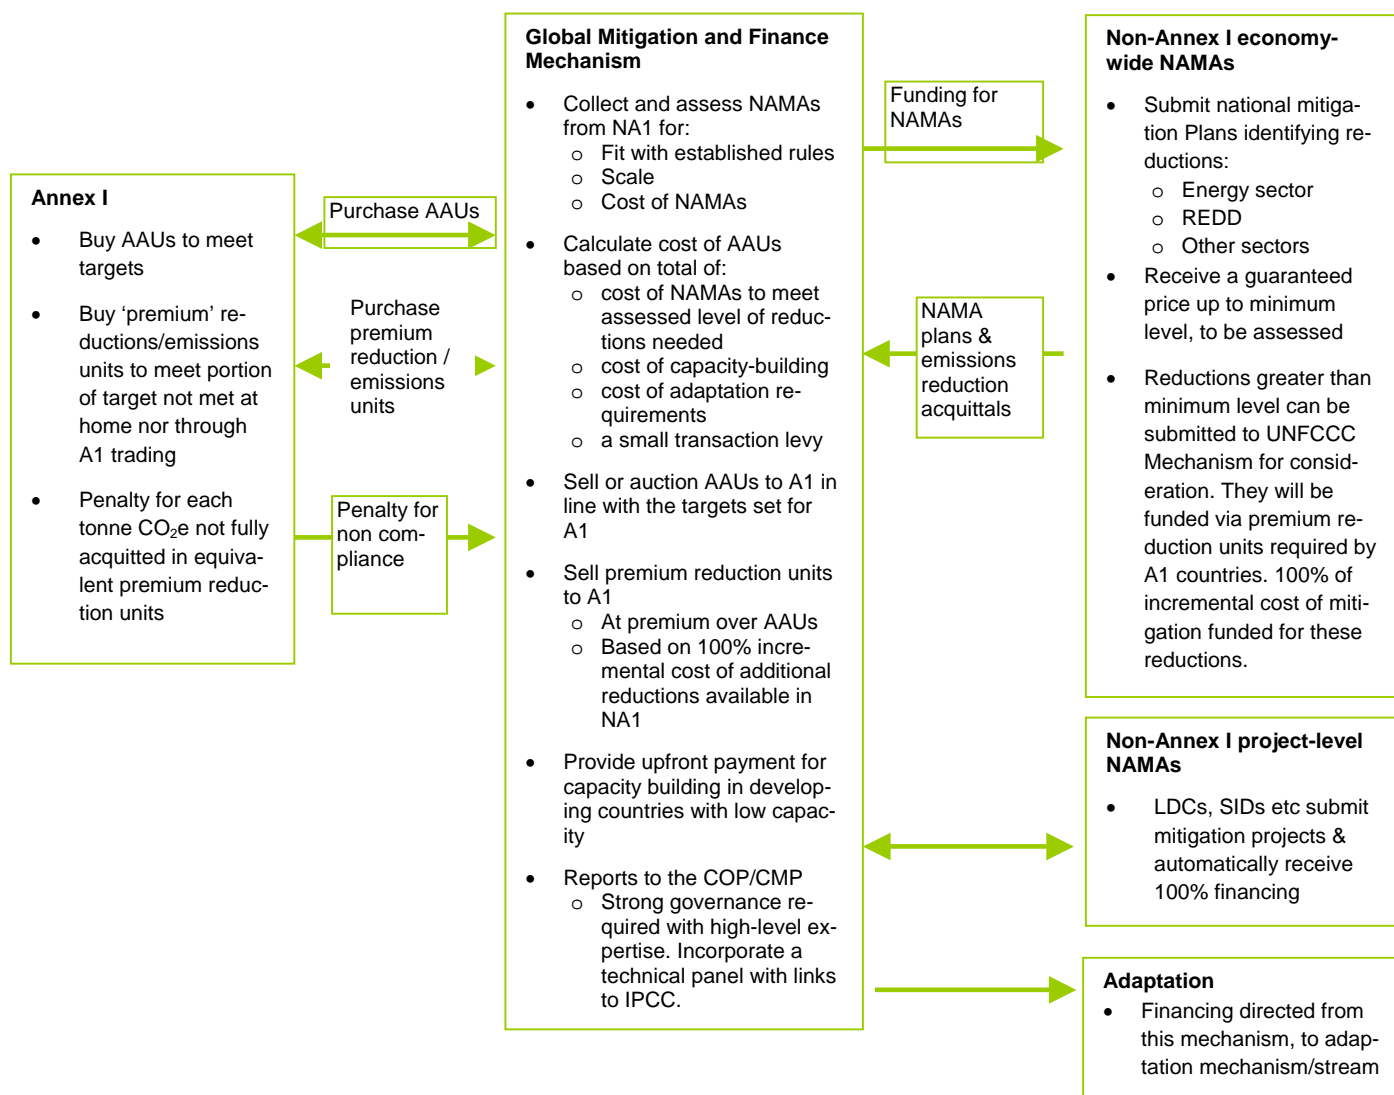 Annex I
• Buy AAUs to meet
targets
• Buy ‘premium’ re-
ductions/emissions
units to meet portion
of target not met at
home nor through
A1 trading
• Penalty for each
tonne CO₂e not fully
acquitted in equiva-
lent premium reduc-
tion units
Purchase AAUs
Purchase
premium
reduction /
emissions
units
Penalty for
non com-
pliance
Global Mitigation and Finance
Mechanism
• Collect and assess NAMAs
from NA1 for:
o Fit with established rules
o Scale
o Cost of NAMAs
• Calculate cost of AAUs
based on total of:
o cost of NAMAs to meet
assessed level of reduc-
tions needed
o cost of capacity-building
o cost of adaptation re-
quirements
o a small transaction levy
• Sell or auction AAUs to A1 in
line with the targets set for
A1
• Sell premium reduction units
to A1
o At premium over AAUs
o Based on 100% incre-
mental cost of additional
reductions available in
NA1
• Provide upfront payment for
capacity building in develop-
ing countries with low capac-
ity
• Reports to the COP/CMP
o Strong governance re-
quired with high-level ex-
pertise. Incorporate a
technical panel with links
to IPCC.
Funding for
NAMAs
NAMA
plans &
emissions
reduction
acquittals
Non-Annex I economy-
wide NAMAs
• Submit national mitiga-
tion Plans identifying re-
ductions:
o Energy sector
o REDD
o Other sectors
• Receive a guaranteed
price up to minimum
level, to be assessed
• Reductions greater than
minimum level can be
submitted to UNFCCC
Mechanism for consid-
eration. They will be
funded via premium re-
duction units required by
A1 countries. 100% of
incremental cost of miti-
gation funded for these
reductions.
Non-Annex I project-level
NAMAs
• LDCs, SIDs etc submit
mitigation projects &
automatically receive
100% financing
Adaptation
• Financing directed from
this mechanism, to adap-
tation mechanism/stream